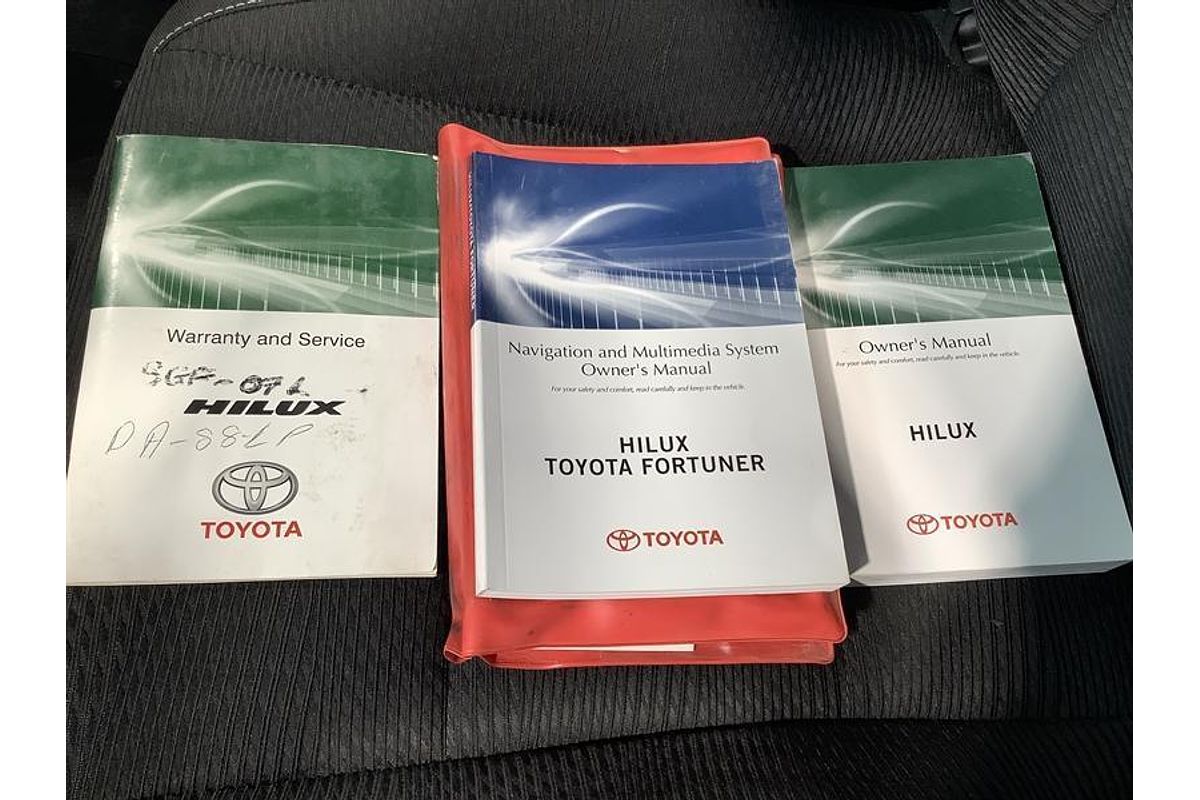 Warranty and Service
HILUX
DA-88LP
TOYOTA
Navigation and Multimedia System
Owner's Manual
For your safety and comfort, read carefully and keep in the vehicle.
HILUX
TOYOTA FORTUNER
TOYOTA
Owner's Manual
For your safety and comfort, read carefully and keep in the vehicle.
HILUX
TOYOTA